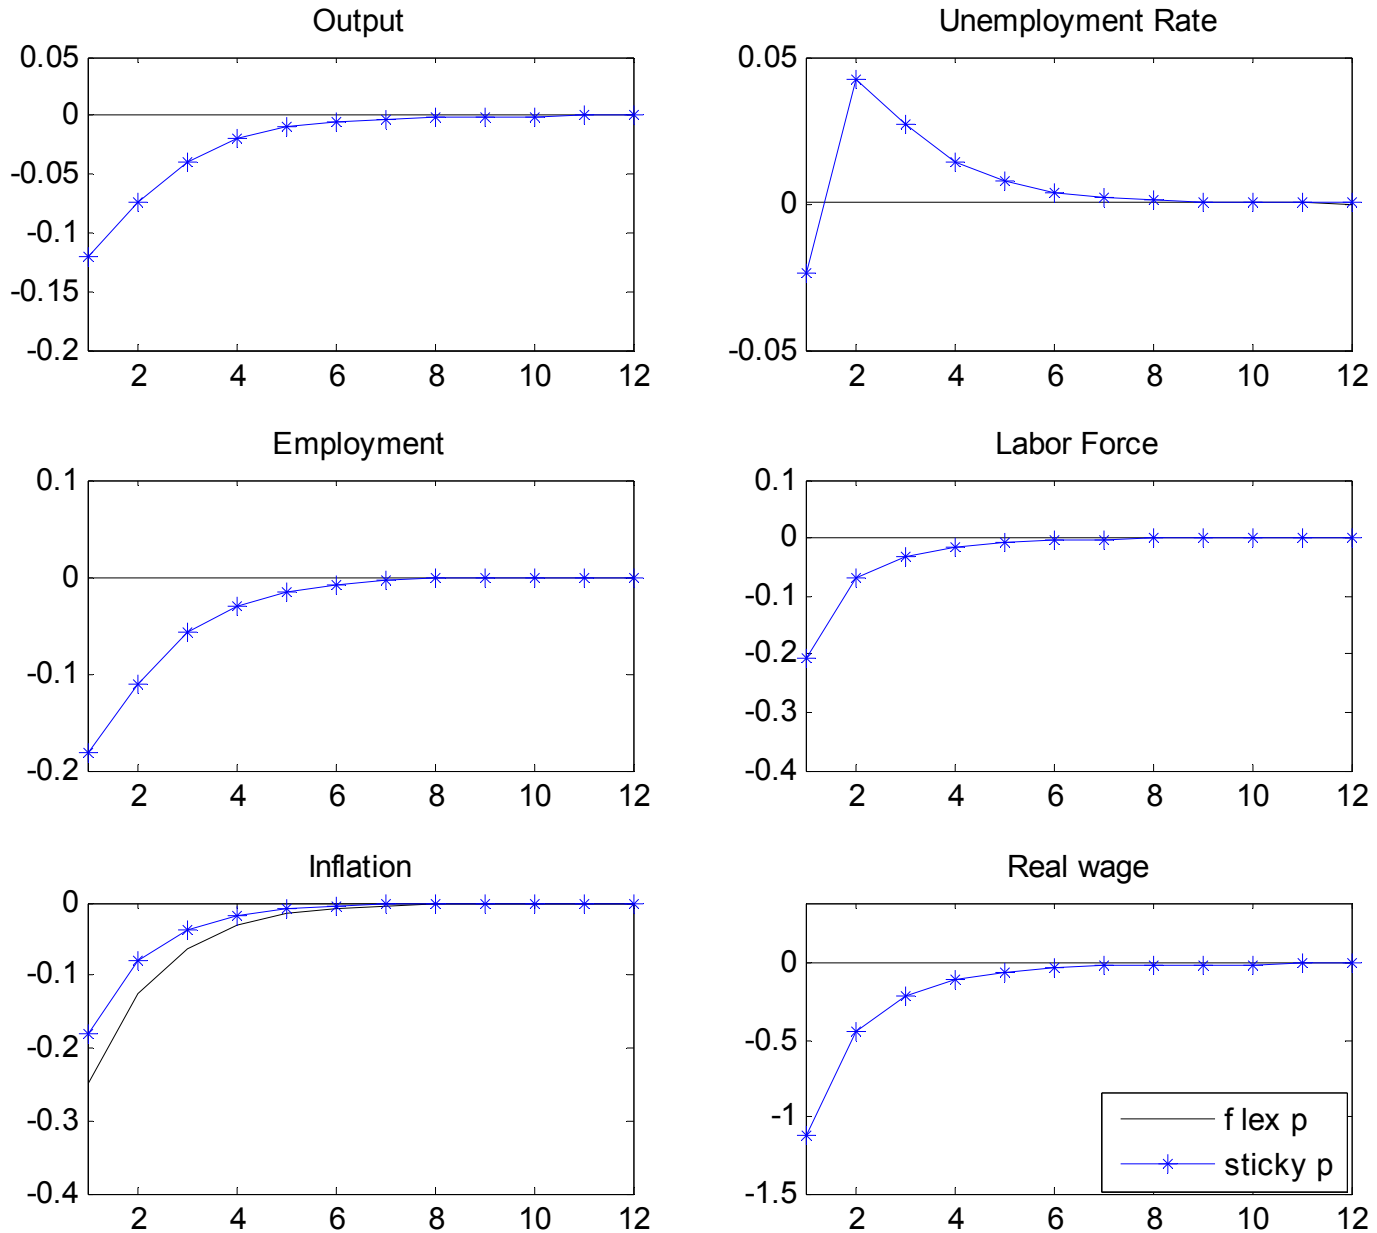 Output
0.05
0
-0.05
-0.1
-0.15
-0.2
2 4 6 8 10 12
Unemployment Rate
0.05
0
-0.05
2 4 6 8 10 12
Employment
0.1
0
-0.1
-0.2
2 4 6 8 10 12
Labor Force
0.1
0
-0.1
-0.2
-0.3
-0.4
2 4 6 8 10 12
Inflation
0
-0.1
-0.2
-0.3
-0.4
2 4 6 8 10 12
Real wage
0
-0.5
-1
-1.5
2 4 6 8 10 12
flex p
sticky p